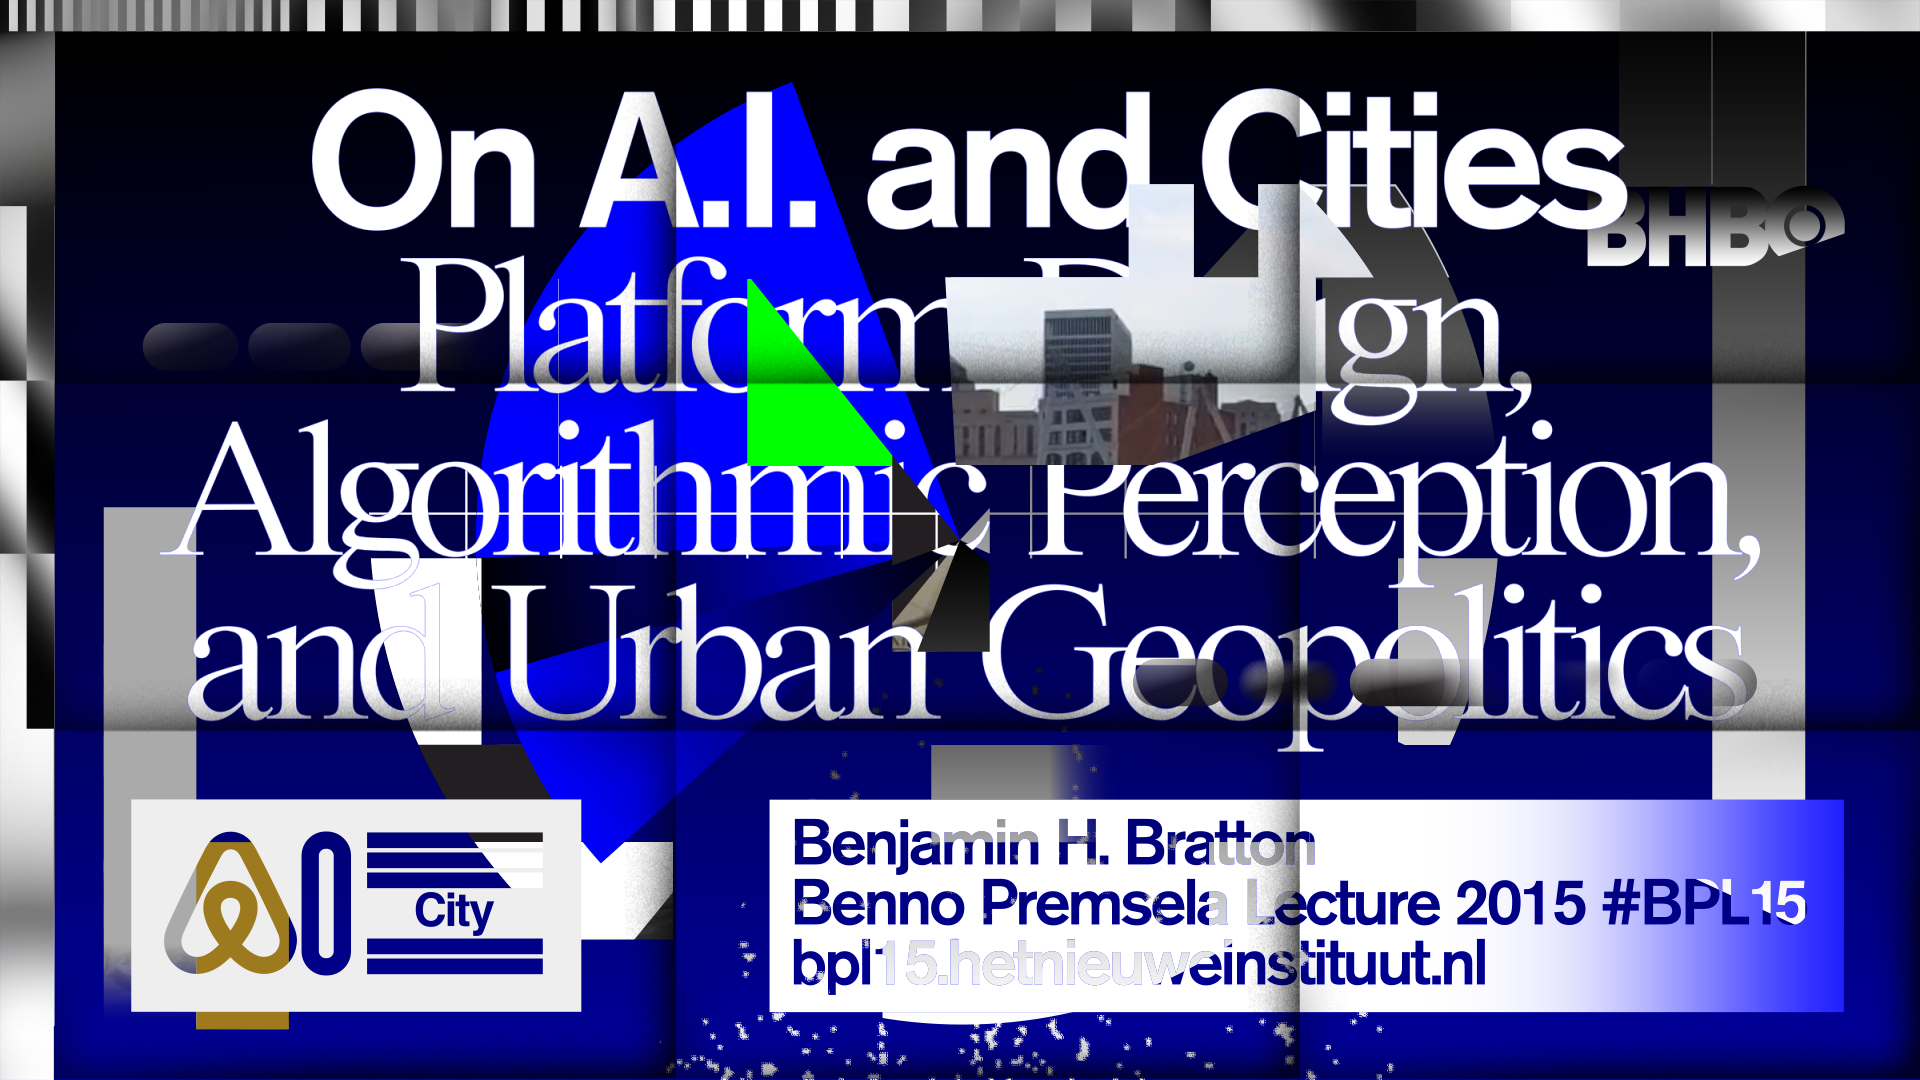 On A.I. and Cities
BHBO
Platform Design,
Algorithmic Perception,
and Urban Geopolitics
City
Benjamin H. Bratton
Benno Premsela Lecture 2015 #BPL15
bpl15.hetnieuweinstituut.nl